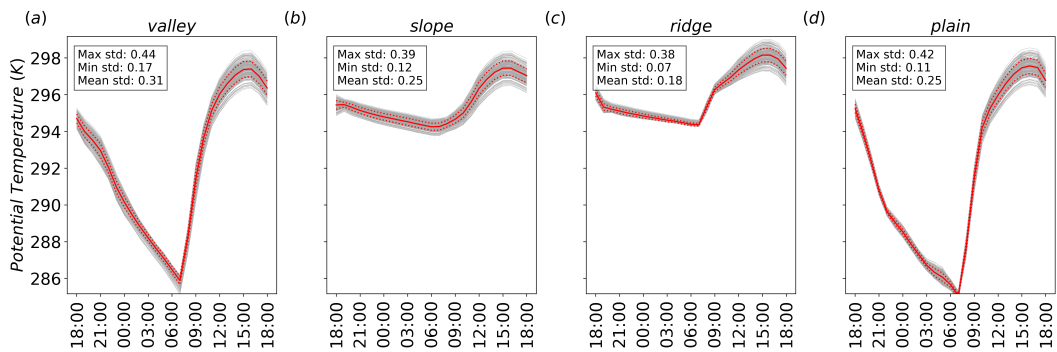 (a) valley
(b) slope
(c) ridge
(d) plain
Potential Temperature (K)
298
296
294
292
290
288
286
Max std: 0.44
Min std: 0.17
Mean std: 0.31
Max std: 0.39
Min std: 0.12
Mean std: 0.25
Max std: 0.38
Min std: 0.07
Mean std: 0.18
Max std: 0.42
Min std: 0.11
Mean std: 0.25
18:00 21:00 00:00 03:00 06:00 09:00 12:00 15:00 18:00
18:00 21:00 00:00 03:00 06:00 09:00 12:00 15:00 18:00
18:00 21:00 00:00 03:00 06:00 09:00 12:00 15:00 18:00
18:00 21:00 00:00 03:00 06:00 09:00 12:00 15:00 18:00